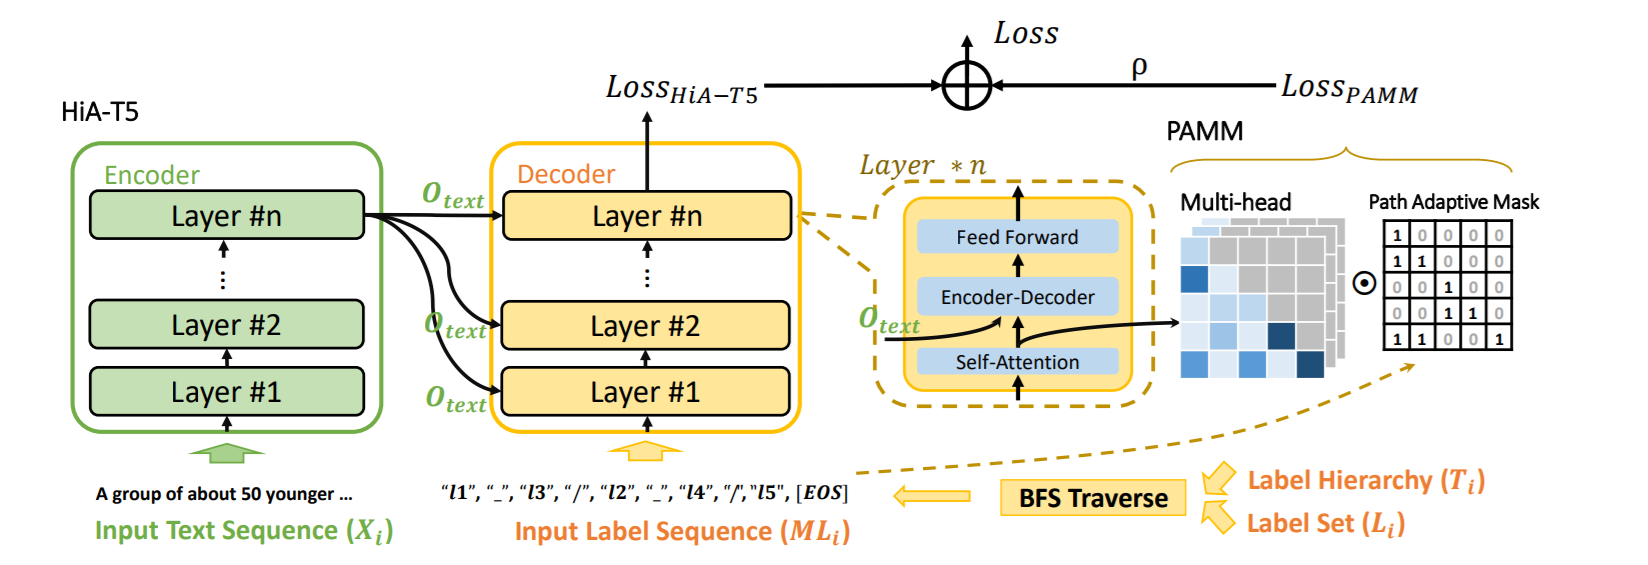 Loss
ρ
Loss_{HiA-T5}
Loss_{PAMM}
HiA-T5
PAMM
Encoder
Decoder
Layer * n
Layer #n
O_{text}
Layer #n
Feed Forward
Multi-head
Path Adaptive Mask
...
...
Encoder-Decoder
1 0 0 0 0
1 1 0 0 0
0 0 1 0 0
0 0 1 1 0
1 1 0 0 1
Layer #2
O_{text}
Layer #2
O_{text}
Self-Attention
Layer #1
O_{text}
Layer #1
A group of about 50 younger ...
"l1", "_", "l3", "/", "l2", "_", "l4", "/", "l5", [EOS]
BFS Traverse
Label Hierarchy (T_i)
Label Set (L_i)
Input Text Sequence (X_i)
Input Label Sequence (ML_i)